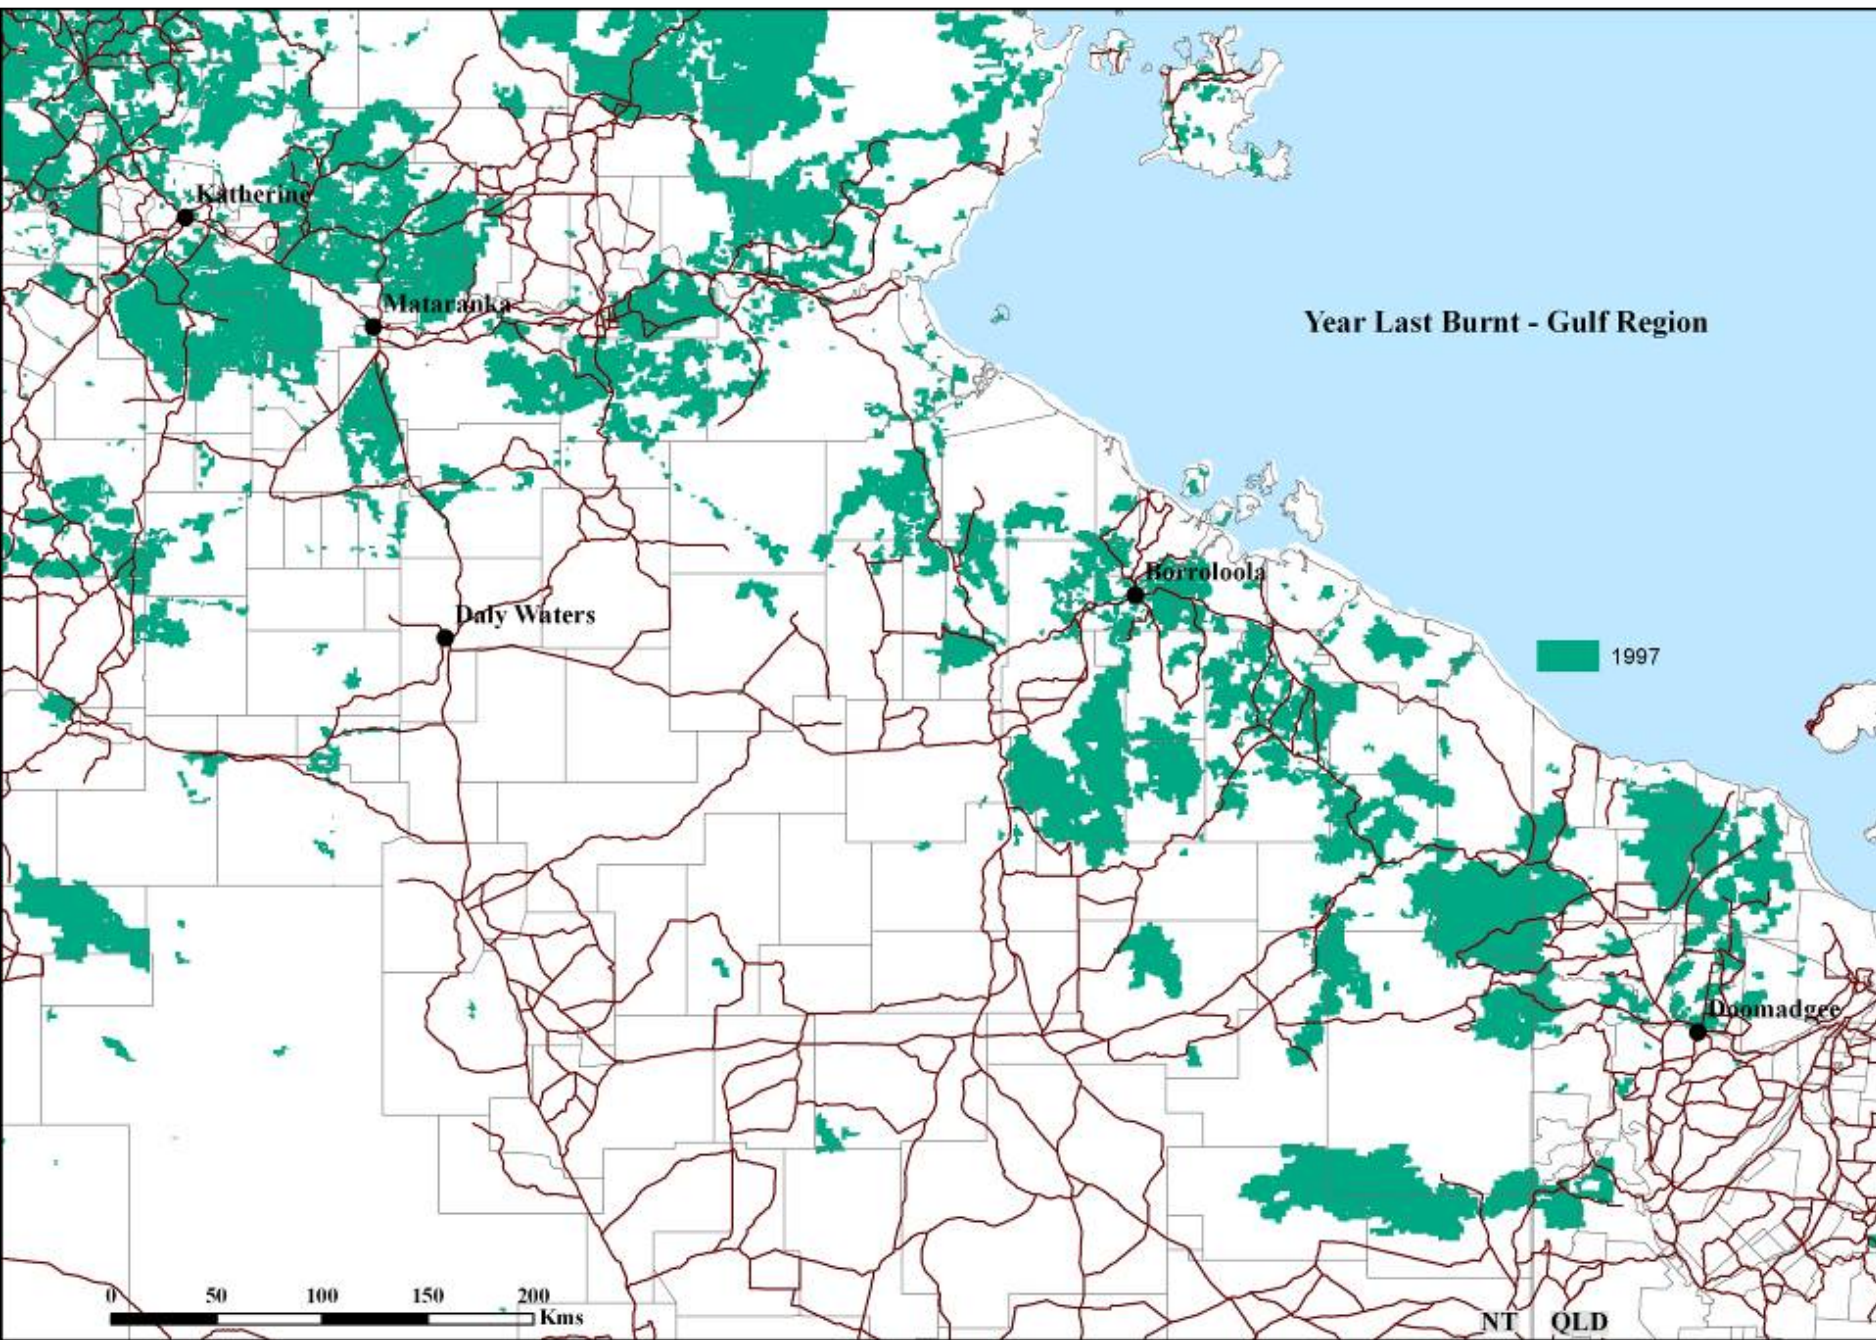 Katherine
Mataranka
Year Last Burnt - Gulf Region
Borroloola
Daly Waters
1997
Doomadgee
0 50 100 150 200
Kms
NT QLD